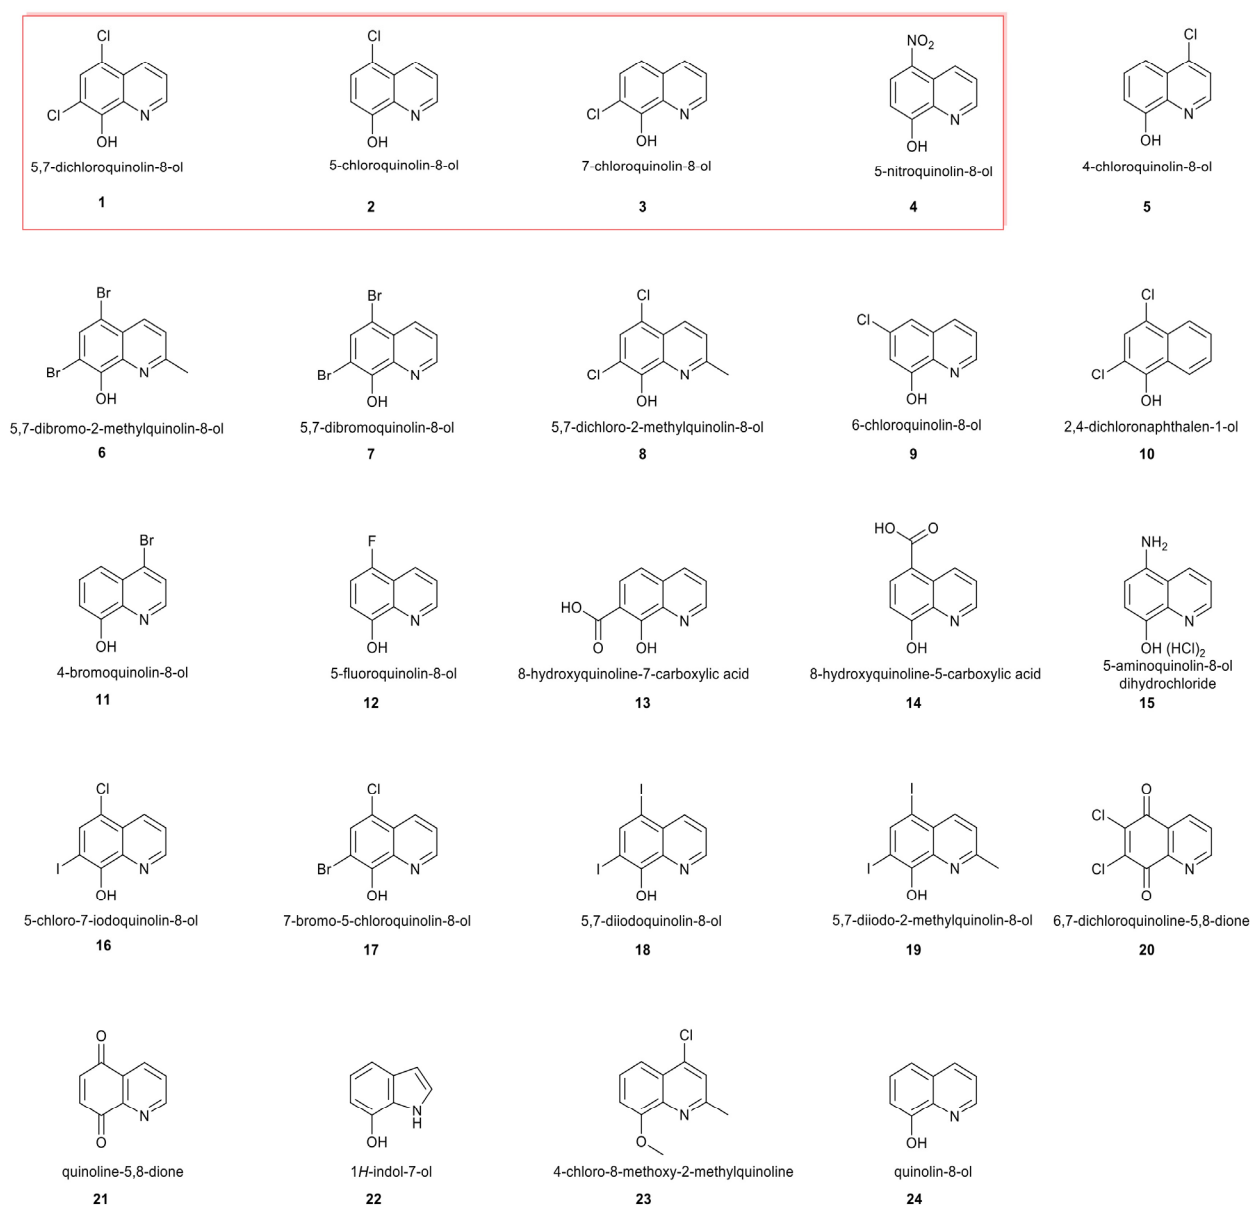 Cl
Cl
N
OH
5,7-dichloroquinolin-8-ol
1
Cl
N
OH
5-chloroquinolin-8-ol
2
Cl
N
OH
7-chloroquinolin-8-ol
3
NO2
N
OH
5-nitroquinolin-8-ol
4
Cl
N
OH
4-chloroquinolin-8-ol
5
Br
Br
N
OH
5,7-dibromo-2-methylquinolin-8-ol
6
Br
Br
N
OH
5,7-dibromoquinolin-8-ol
7
Cl
Cl
N
OH
5,7-dichloro-2-methylquinolin-8-ol
8
Cl
N
OH
6-chloroquinolin-8-ol
9
Cl
Cl
OH
2,4-dichloronaphthalen-1-ol
10
Br
N
OH
4-bromoquinolin-8-ol
11
F
N
OH
5-fluoroquinolin-8-ol
12
HO
N
O
OH
8-hydroxyquinoline-7-carboxylic acid
13
HO
O
N
OH
8-hydroxyquinoline-5-carboxylic acid
14
NH2
N
OH (HCl)2
5-aminoquinolin-8-ol
dihydrochloride
15
Cl
I
N
OH
5-chloro-7-iodoquinolin-8-ol
16
Cl
Br
N
OH
7-bromo-5-chloroquinolin-8-ol
17
I
I
N
OH
5,7-diiodoquinolin-8-ol
18
I
I
N
OH
5,7-diiodo-2-methylquinolin-8-ol
19
O
Cl
Cl
N
O
6,7-dichloroquinoline-5,8-dione
20
O
N
O
quinoline-5,8-dione
21
N
H
OH
1H-indol-7-ol
22
Cl
N
O
4-chloro-8-methoxy-2-methylquinoline
23
N
OH
quinolin-8-ol
24